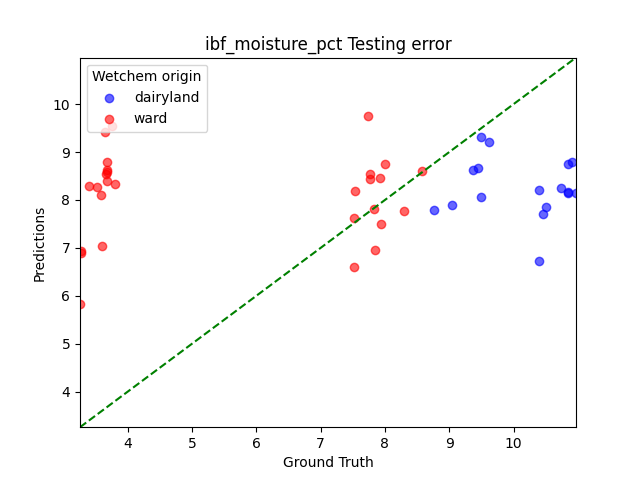 ibf_moisture_pct Testing error
Wetchem origin
dairyland
ward
10
9
8
7
6
5
4
Predictions
4
5
6
7
8
9
10
Ground Truth